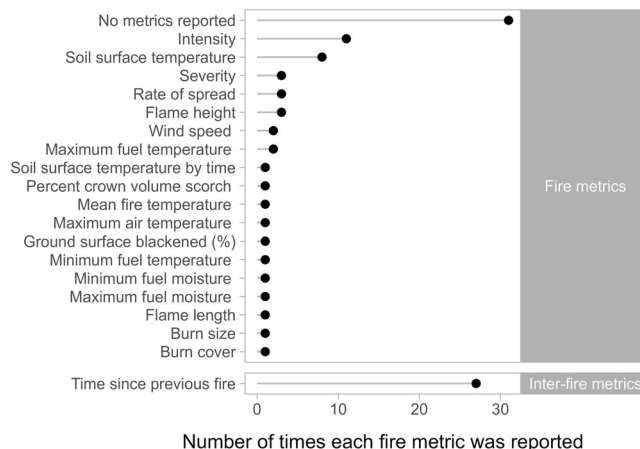 No metrics reported
Intensity
Soil surface temperature
Severity
Rate of spread
Flame height
Wind speed
Maximum fuel temperature
Soil surface temperature by time
Percent crown volume scorch
Mean fire temperature
Maximum air temperature
Ground surface blackened (%)
Minimum fuel temperature
Minimum fuel moisture
Maximum fuel moisture
Flame length
Burn size
Burn cover
Fire metrics
Time since previous fire
Inter-fire metrics
0 10 20 30
Number of times each fire metric was reported